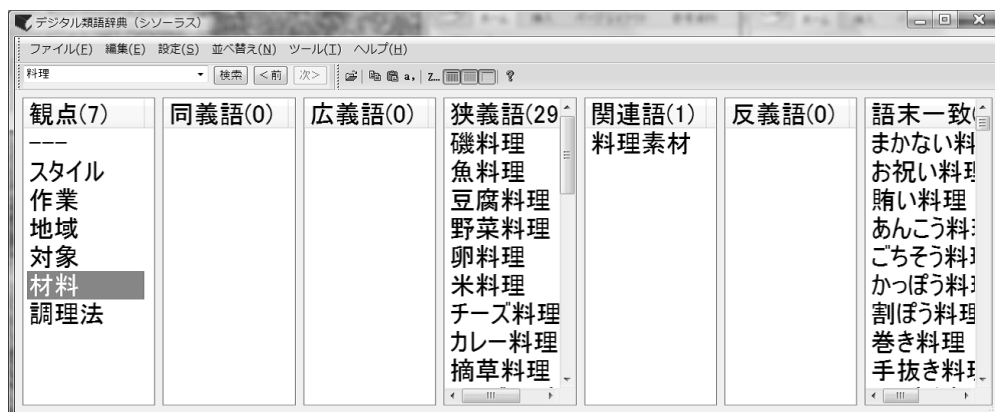 デジタル類語辞典（シソーラス）
ファイル(F) 編集(E) 設定(S) 並べ替え(N) ツール(T) ヘルプ(H)
料理 検索 <前 次> a, Z...
観点(7)
---
スタイル
作業
地域
対象
材料
調理法
同義語(0)
広義語(0)
狭義語(29
磯料理
魚料理
豆腐料理
野菜料理
卵料理
米料理
チーズ料理
カレー料理
摘草料理
関連語(1)
料理素材
反義語(0)
語末一致(
まかない料
お祝い料理
賄い料理
あんこう料理
ごちそう料理
かっぽう料理
割ぽう料理
巻き料理
手抜き料理